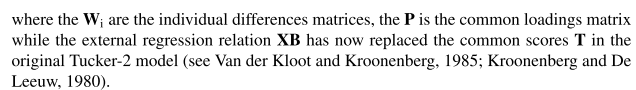 where the Wi are the individual differences matrices, the P is the common loadings matrix
while the external regression relation XB has now replaced the common scores T in the
original Tucker-2 model (see Van der Kloot and Kroonenberg, 1985; Kroonenberg and De
Leeuw, 1980).